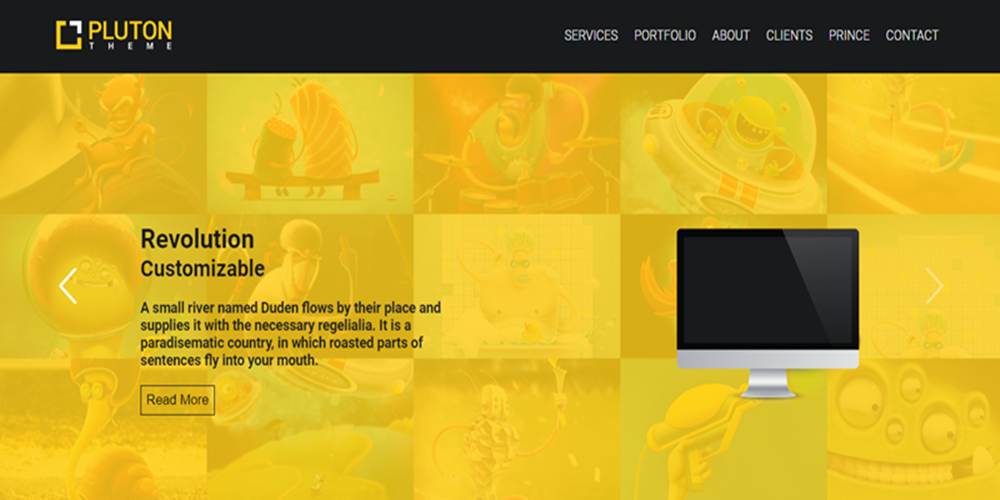 PLUTON
THEME
SERVICES PORTFOLIO ABOUT CLIENTS PRINCE CONTACT
Revolution
Customizable
A small river named Duden flows by their place and
supplies it with the necessary regelialia. It is a
paradisematic country, in which roasted parts of
sentences fly into your mouth.
Read More